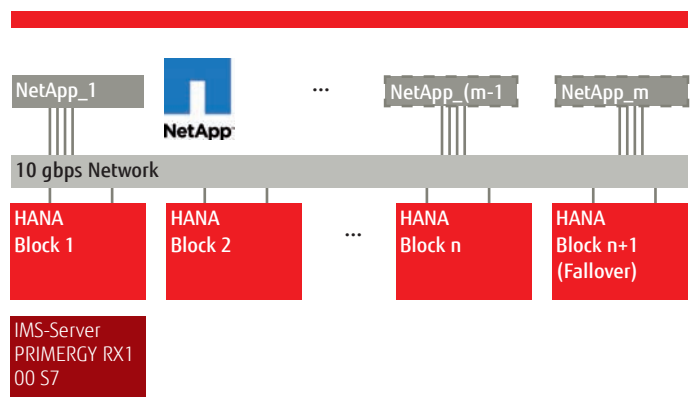 NetApp_1
NetApp
...
NetApp_(m-1
NetApp_m
10 gbps Network
HANA
Block 1
HANA
Block 2
...
HANA
Block n
HANA
Block n+1
(Fallover)
IMS-Server
PRIMERGY RX1
00 S7